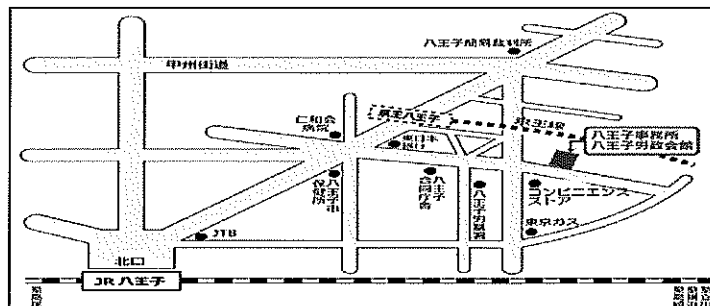 八王子簡易裁判所
甲州街道
仁和会
病院
京王八王子
京王線
八王子事務所
八王子労政会館
東日本
銀行
八王子市
保健所
八王子
合同庁舎
八王子労基署
コンビニエンス
ストア
東京ガス
JTB
北口
JR 八王子